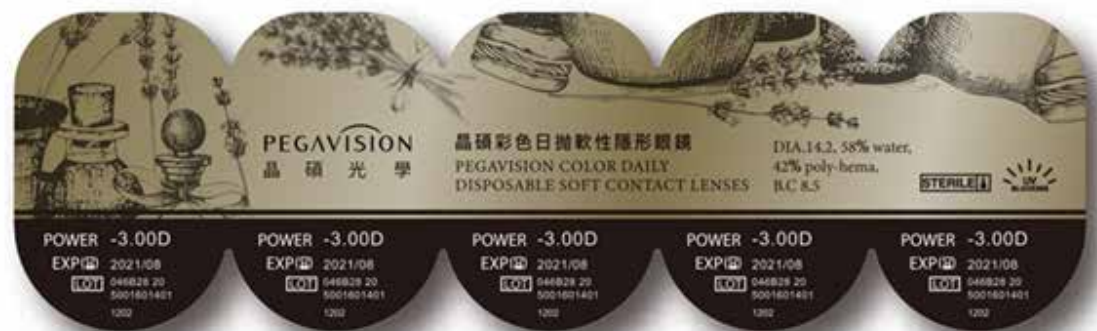 PEGAVISION
晶碩光學
晶碩彩色日拋軟性隱形眼鏡
PEGAVISION COLOR DAILY
DISPOSABLE SOFT CONTACT LENSES
DIA.14.2, 58% water,
42% poly-hema,
B.C 8.5
STERILE
UV
BLOCKING
POWER -3.00D
EXP 2021/08
LOT 046B28 20
5001601401
1202
POWER -3.00D
EXP 2021/08
LOT 046B28 20
5001601401
1202
POWER -3.00D
EXP 2021/08
LOT 046B28 20
5001601401
1202
POWER -3.00D
EXP 2021/08
LOT 046B28 20
5001601401
1202
POWER -3.00D
EXP 2021/08
LOT 046B28 20
5001601401
1202